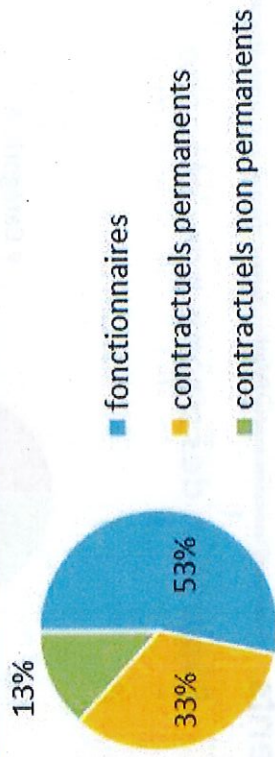 13%
53%
33%
fonctionnaires
contractuels permanents
contractuels non permanents